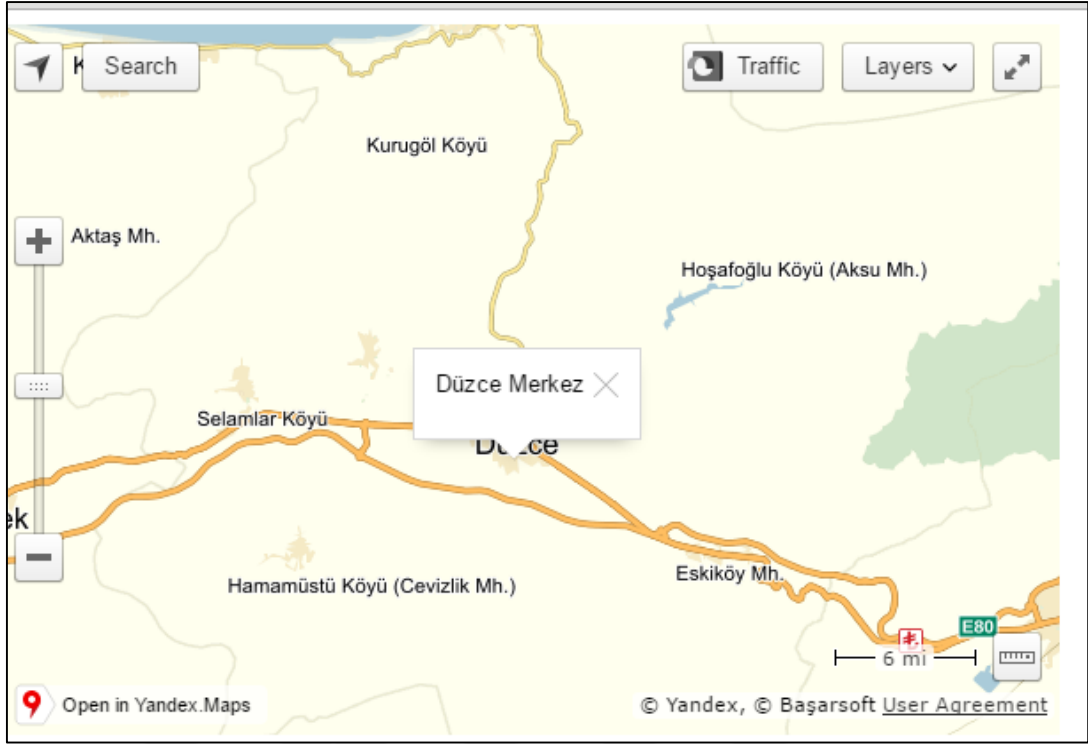 Search
Traffic
Layers
Kurugöl Köyü
Aktaş Mh.
Hoşafoğlu Köyü (Aksu Mh.)
Düzce Merkez
Selamlar Köyü
ek
Hamamüstü Köyü (Cevizlik Mh.)
Eskiköy Mh.
E80
6 mi
Open in Yandex.Maps
© Yandex, © Başarsoft User Agreement